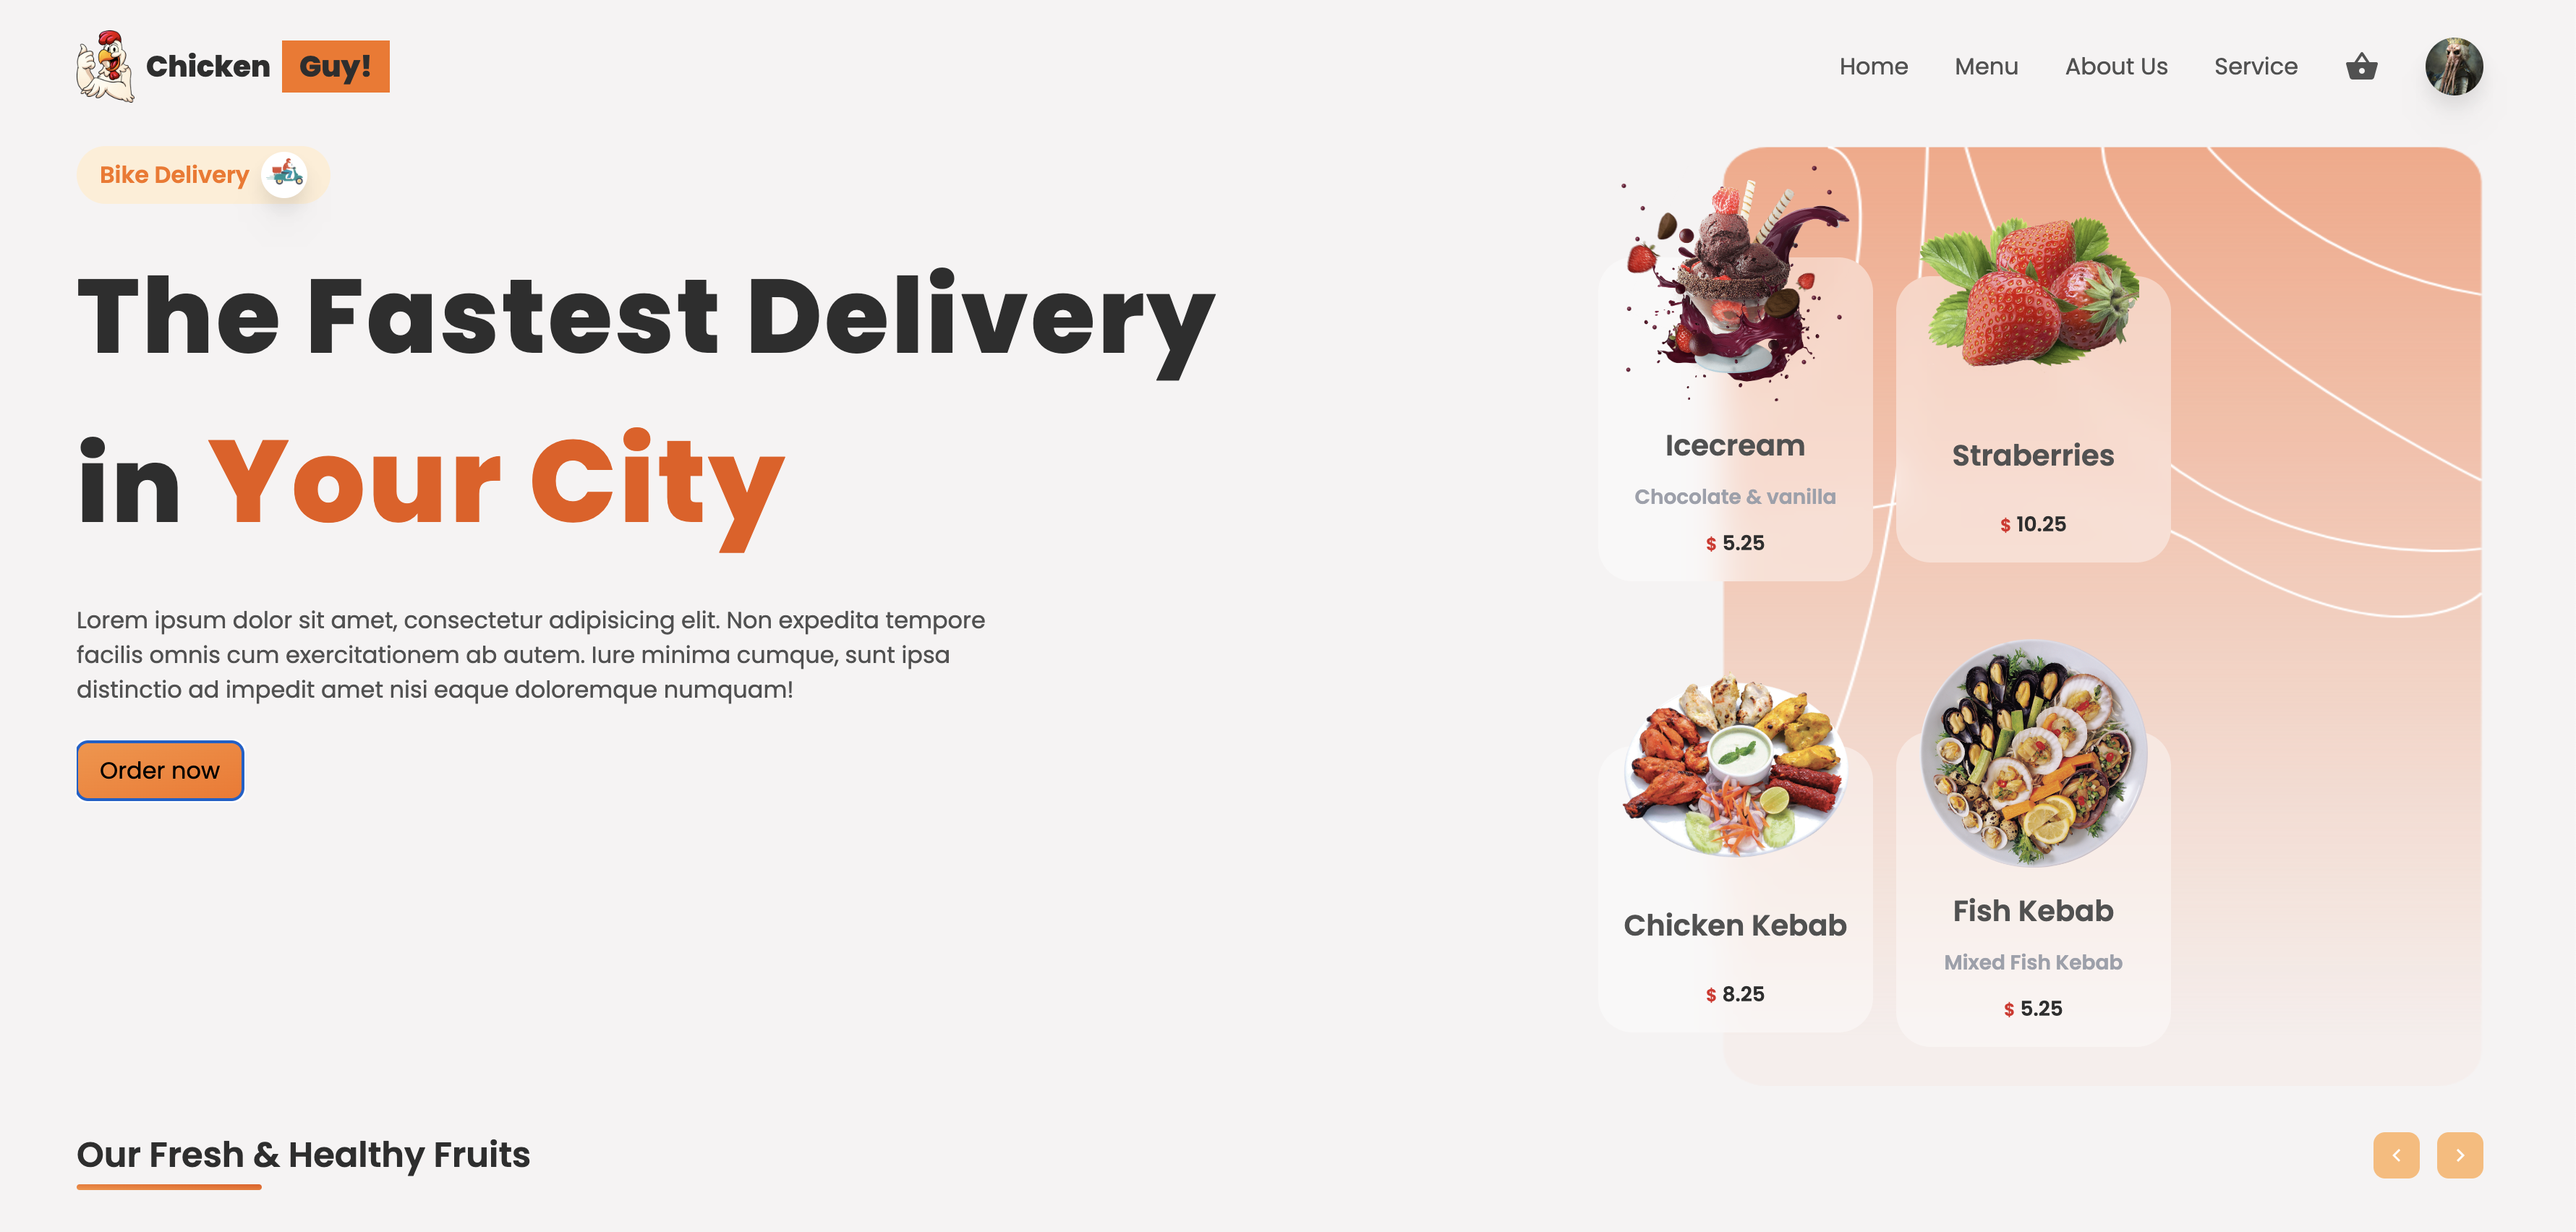 Chicken Guy!
Home
Menu
About Us
Service
Bike Delivery
The Fastest Delivery
in Your City
Lorem ipsum dolor sit amet, consectetur adipisicing elit. Non expedita tempore
facilis omnis cum exercitationem ab autem. Iure minima cumque, sunt ipsa
distinctio ad impedit amet nisi eaque doloremque numquam!
Order now
Icecream
Chocolate & vanilla
$ 5.25
Straberries
$ 10.25
Chicken Kebab
$ 8.25
Fish Kebab
Mixed Fish Kebab
$ 5.25
Our Fresh & Healthy Fruits